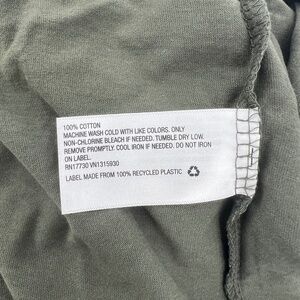 100% COTTON
MACHINE WASH COLD WITH LIKE COLORS. ONLY
NON-CHLORINE BLEACH IF NEEDED. TUMBLE DRY LOW.
REMOVE PROMPTLY. COOL IRON IF NEEDED. DO NOT IRON
ON LABEL.
RN17730 VN1315930
LABEL MADE FROM 100% RECYCLED PLASTIC